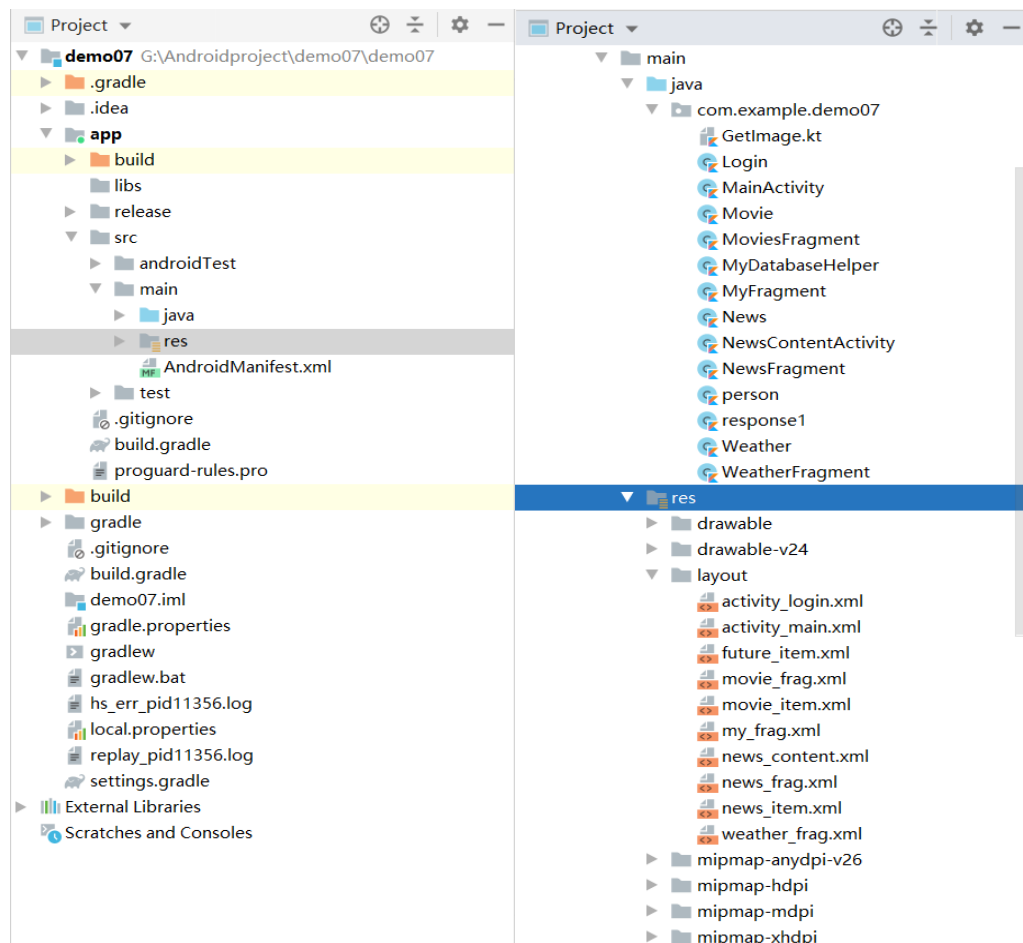 Project
demo07 G:\Androidproject\demo07\demo07
.gradle
.idea
app
build
libs
release
src
androidTest
main
java
res
AndroidManifest.xml
test
.gitignore
build.gradle
proguard-rules.pro
build
gradle
.gitignore
build.gradle
demo07.iml
gradle.properties
gradlew
gradlew.bat
hs_err_pid11356.log
local.properties
replay_pid11356.log
settings.gradle
External Libraries
Scratches and Consoles
Project
main
java
com.example.demo07
GetImage.kt
Login
MainActivity
Movie
MoviesFragment
MyDatabaseHelper
MyFragment
News
NewsContentActivity
NewsFragment
person
response1
Weather
WeatherFragment
res
drawable
drawable-v24
layout
activity_login.xml
activity_main.xml
future_item.xml
movie_frag.xml
movie_item.xml
my_frag.xml
news_content.xml
news_frag.xml
news_item.xml
weather_frag.xml
mipmap-anydpi-v26
mipmap-hdpi
mipmap-mdpi
mipmap-xhdpi